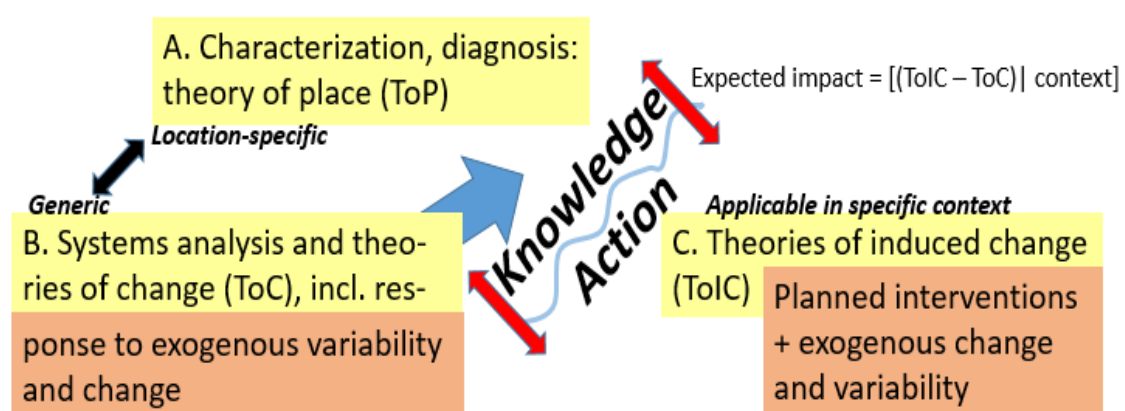 A. Characterization, diagnosis:
theory of place (ToP)
Location-specific
Generic
B. Systems analysis and theo-
ries of change (ToC), incl. res-
ponse to exogenous variability
and change
Knowledge
Action
Expected impact = [(ToIC – ToC)| context]
Applicable in specific context
C. Theories of induced change
(ToIC)
Planned interventions
+ exogenous change
and variability